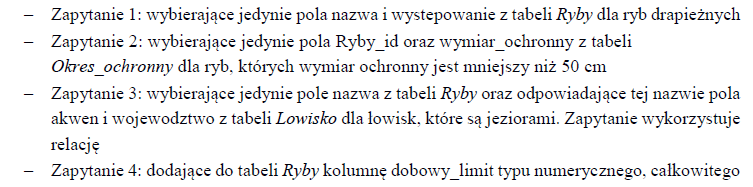 – Zapytanie 1: wybierające jedynie pola nazwa i wystepowanie z tabeli Ryby dla ryb drapieżnych
– Zapytanie 2: wybierające jedynie pola Ryby_id oraz wymiar_ochronny z tabeli
Okres_ochronny dla ryb, których wymiar ochronny jest mniejszy niż 50 cm
– Zapytanie 3: wybierające jedynie pole nazwa z tabeli Ryby oraz odpowiadające tej nazwie pola
akwen i wojewodztwo z tabeli Lowisko dla łowisk, które są jeziorami. Zapytanie wykorzystuje
relację
– Zapytanie 4: dodające do tabeli Ryby kolumnę dobowy_limit typu numerycznego, całkowitego